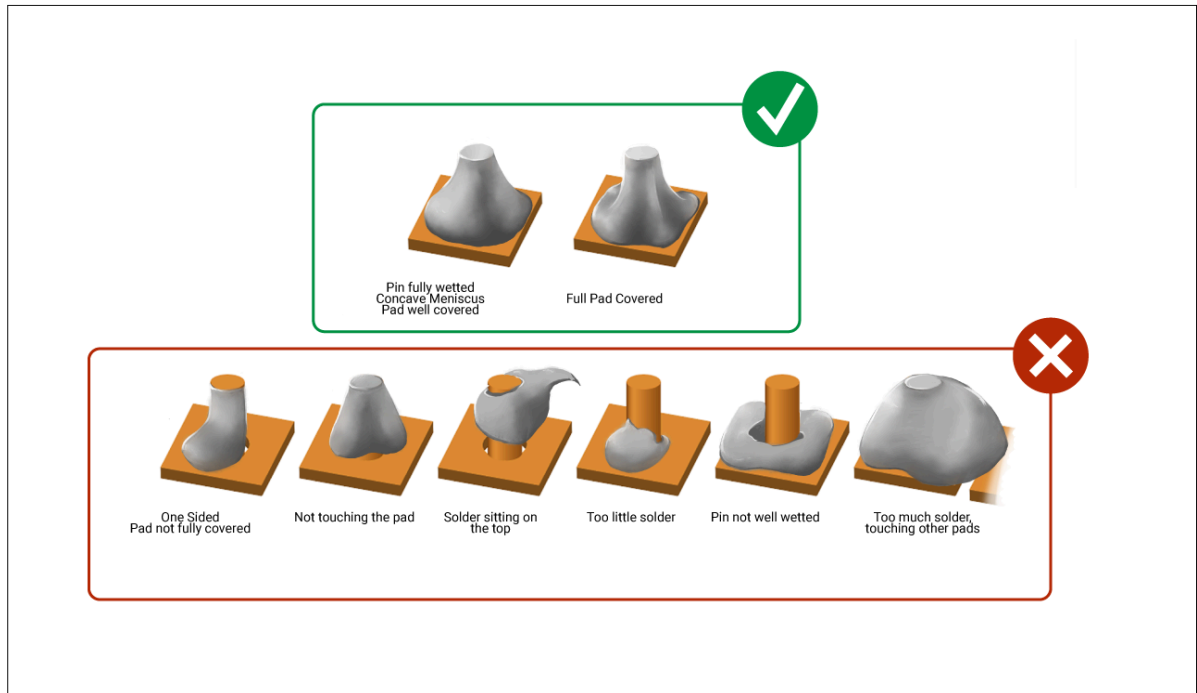 Pin fully wetted
Concave Meniscus
Pad well covered
Full Pad Covered
One Sided
Pad not fully covered
Not touching the pad
Solder sitting on
the top
Too little solder
Pin not well wetted
Too much solder,
touching other pads